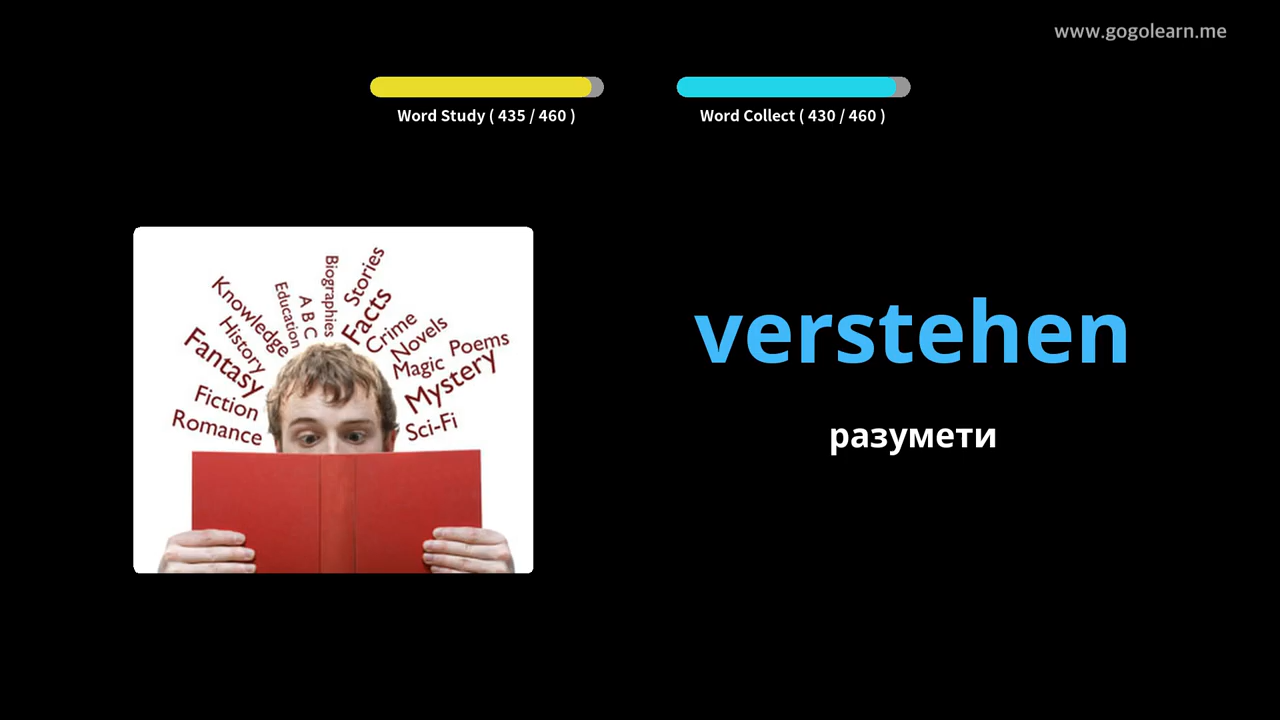 www.gogolearn.me
Word Study ( 435 / 460 )
Word Collect ( 430 / 460 )
verstehen
разумети
Romance
Fiction
Fantasy
History
Knowledge
Education
A B C
Biographies
Stories
Facts
Crime
Novels
Magic
Poems
Mystery
Sci-Fi